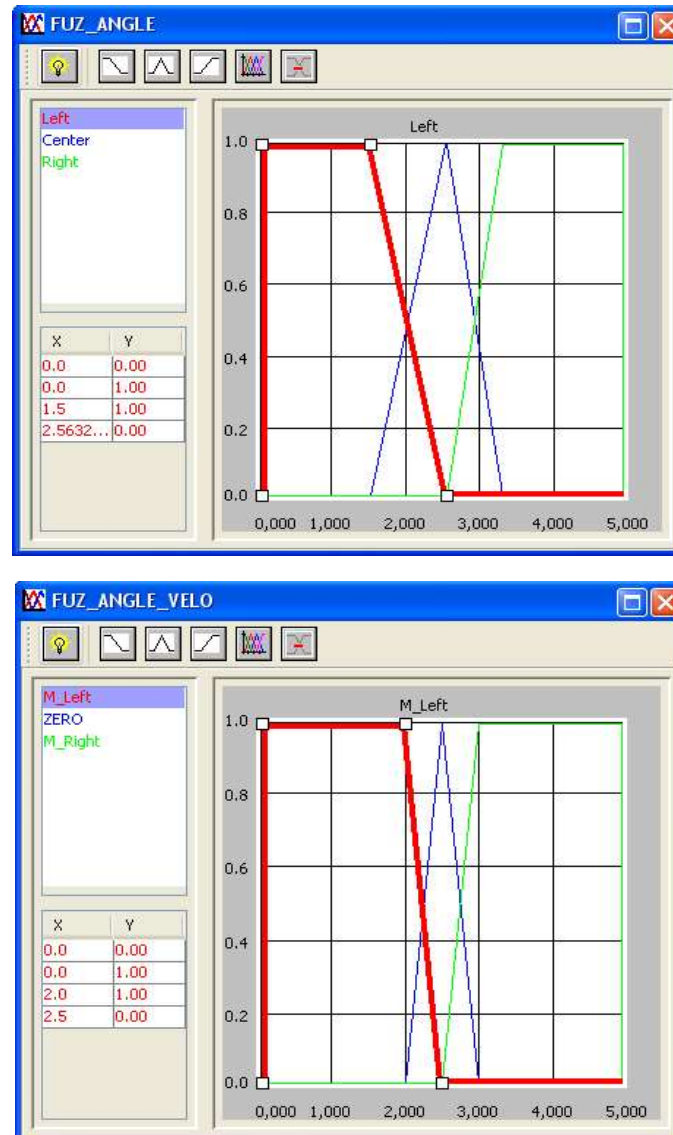 FUZ_ANGLE
Left
Center
Right
X Y
0.0 0.00
0.0 1.00
1.5 1.00
2.5632... 0.00
Left
1.0
0.8
0.6
0.4
0.2
0.0
0,000 1,000 2,000 3,000 4,000 5,000
FUZ_ANGLE_VELO
M_Left
ZERO
M_Right
X Y
0.0 0.00
0.0 1.00
2.0 1.00
2.5 0.00
M_Left
1.0
0.8
0.6
0.4
0.2
0.0
0,000 1,000 2,000 3,000 4,000 5,000